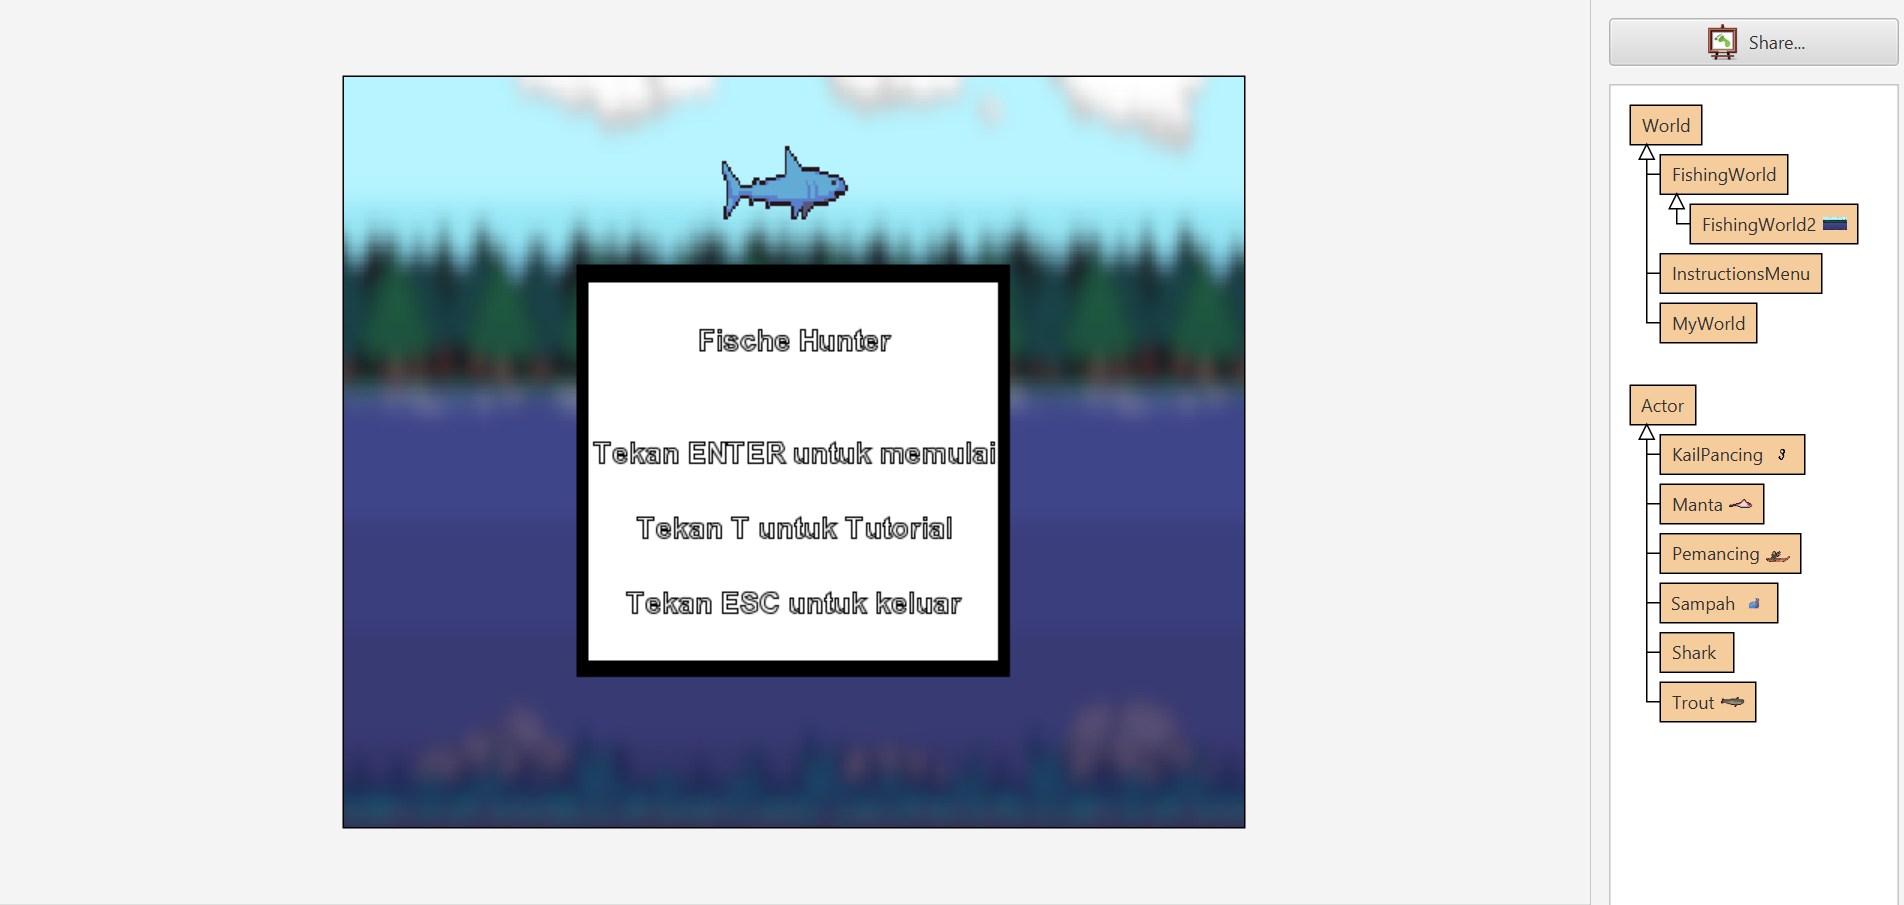 Share...
World
FishingWorld
FishingWorld2
InstructionsMenu
MyWorld
Actor
KailPancing
Manta
Pemancing
Sampah
Shark
Trout
Fische Hunter
Tekan ENTER untuk memulai
Tekan T untuk Tutorial
Tekan ESC untuk keluar